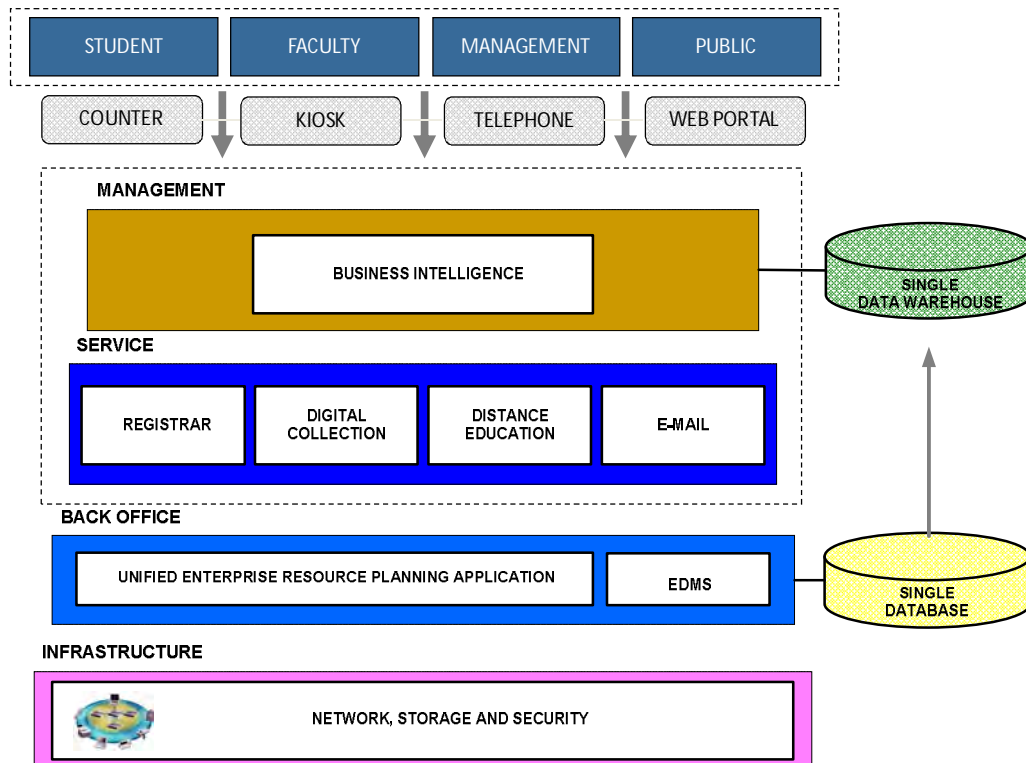 STUDENT
FACULTY
MANAGEMENT
PUBLIC
COUNTER
KIOSK
TELEPHONE
WEB PORTAL
MANAGEMENT
BUSINESS INTELLIGENCE
SINGLE
DATA WAREHOUSE
SERVICE
REGISTRAR
DIGITAL
COLLECTION
DISTANCE
EDUCATION
E-MAIL
BACK OFFICE
UNIFIED ENTERPRISE RESOURCE PLANNING APPLICATION
EDMS
SINGLE
DATABASE
INFRASTRUCTURE
NETWORK, STORAGE AND SECURITY